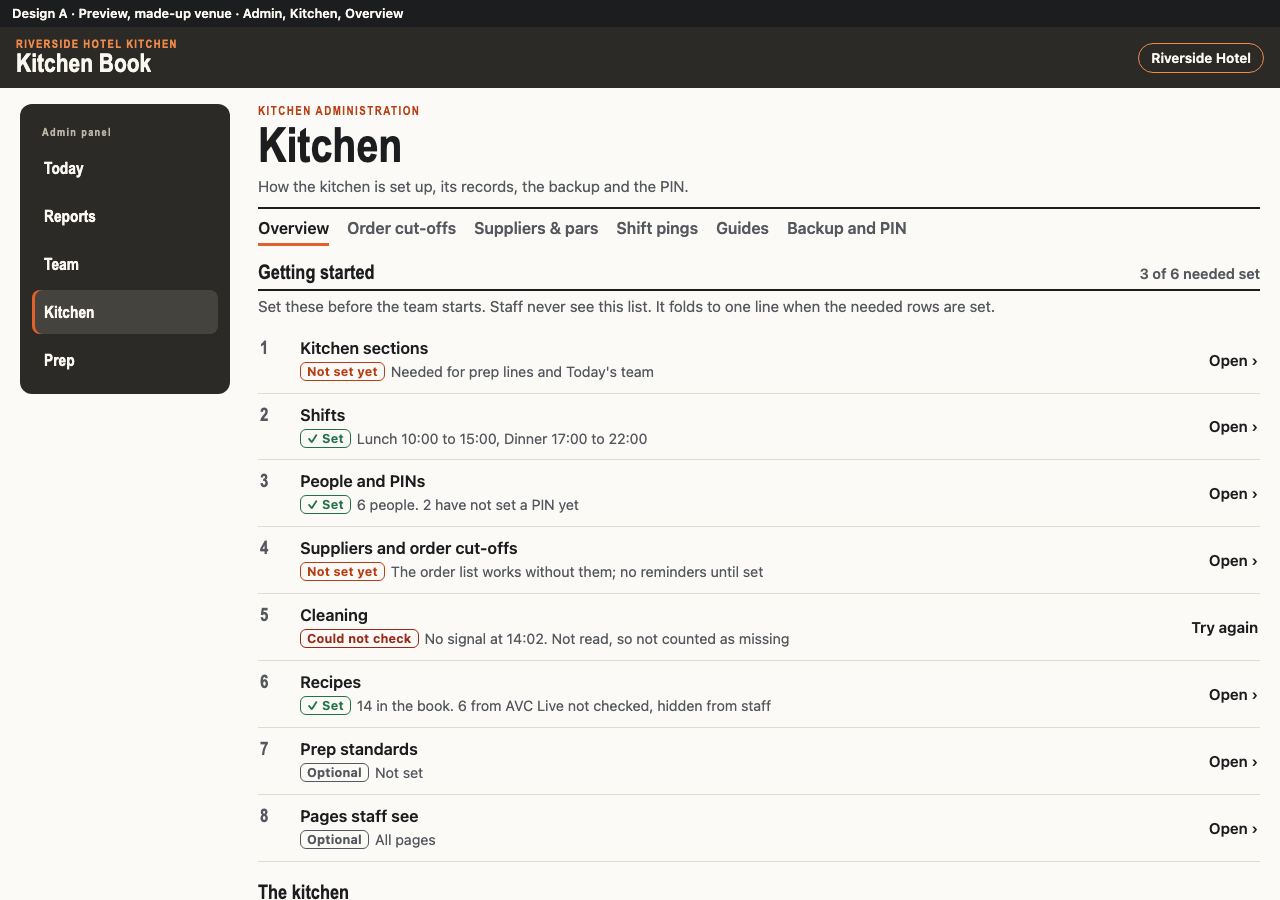 Design A · Preview, made-up venue · Admin, Kitchen, Overview
RIVERSIDE HOTEL KITCHEN
Kitchen Book
Riverside Hotel
Admin panel
Today
Reports
Team
Kitchen
Prep
KITCHEN ADMINISTRATION
Kitchen
How the kitchen is set up, its records, the backup and the PIN.
Overview Order cut-offs Suppliers & pars Shift pings Guides Backup and PIN
Getting started 3 of 6 needed set
Set these before the team starts. Staff never see this list. It folds to one line when the needed rows are set.
1 Kitchen sections
Not set yet Needed for prep lines and Today's team
Open ›
2 Shifts
✓ Set Lunch 10:00 to 15:00, Dinner 17:00 to 22:00
Open ›
3 People and PINs
✓ Set 6 people. 2 have not set a PIN yet
Open ›
4 Suppliers and order cut-offs
Not set yet The order list works without them; no reminders until set
Open ›
5 Cleaning
Could not check No signal at 14:02. Not read, so not counted as missing
Try again
6 Recipes
✓ Set 14 in the book. 6 from AVC Live not checked, hidden from staff
Open ›
7 Prep standards
Optional Not set
Open ›
8 Pages staff see
Optional All pages
Open ›
The kitchen